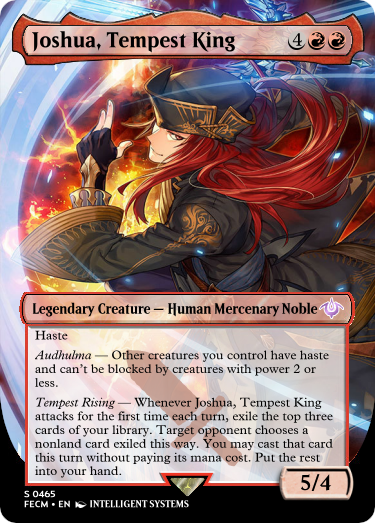 Joshua, Tempest King 4
Legendary Creature — Human Mercenary Noble
Haste
Audhulma — Other creatures you control have haste
and can't be blocked by creatures with power 2 or
less.
Tempest Rising — Whenever Joshua, Tempest King
attacks for the first time each turn, exile the top three
cards of your library. Target opponent chooses a
nonland card exiled this way. You may cast that card
this turn without paying its mana cost. Put the rest
into your hand.
5/4
S 0465
FECM • EN INTELLIGENT SYSTEMS